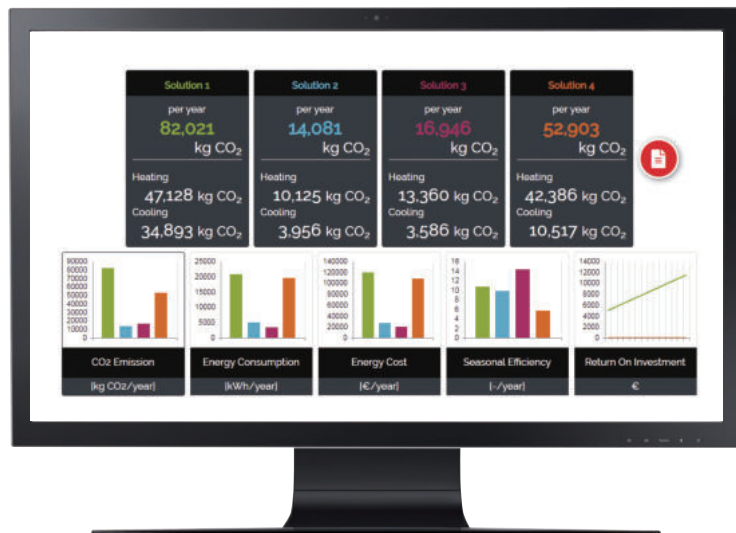 Solution 1
per year
82,021
kg CO₂
Heating
47,128 kg CO₂
Cooling
34,893 kg CO₂
Solution 2
per year
14,081
kg CO₂
Heating
10,125 kg CO₂
Cooling
3,956 kg CO₂
Solution 3
per year
16,946
kg CO₂
Heating
13,360 kg CO₂
Cooling
3,586 kg CO₂
Solution 4
per year
52,903
kg CO₂
Heating
42,386 kg CO₂
Cooling
10,517 kg CO₂
90000
80000
70000
60000
50000
40000
30000
20000
10000
0
CO2 Emission
[kg CO2/year]
25000
20000
15000
10000
5000
0
Energy Consumption
[kWh/year]
140000
120000
100000
80000
60000
40000
20000
0
Energy Cost
[€/year]
16
14
12
10
8
6
4
2
0
Seasonal Efficiency
[-/year]
14000
12000
10000
8000
6000
4000
2000
0
Return On Investment
€